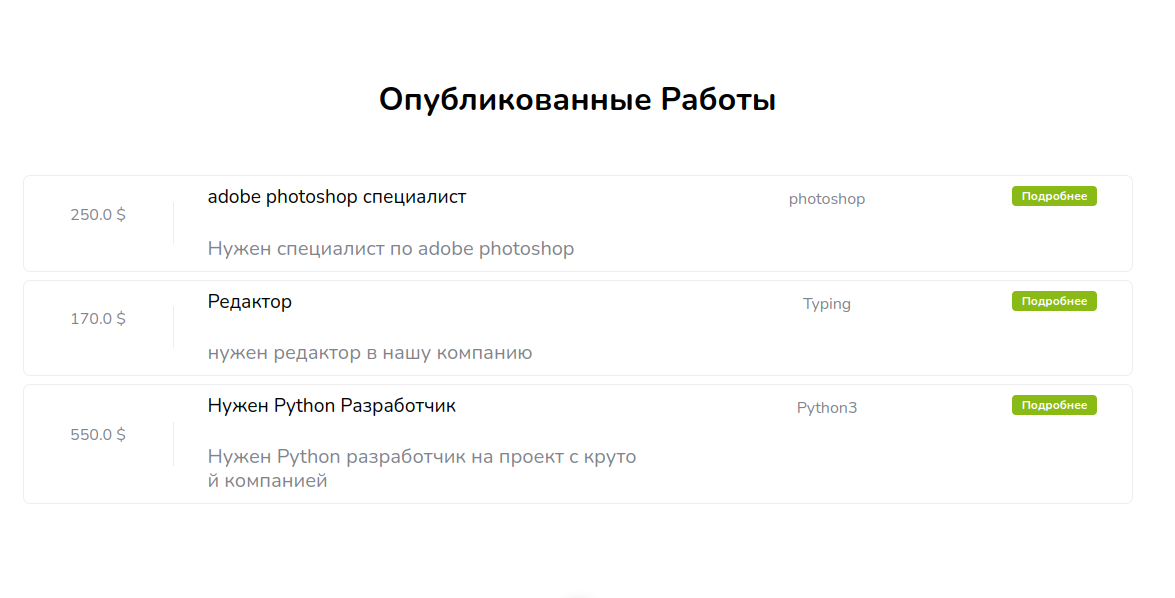 Опубликованные Работы
adobe photoshop специалист
photoshop
Подробнее
250.0 $
Нужен специалист по adobe photoshop
Редактор
Typing
Подробнее
170.0 $
нужен редактор в нашу компанию
Нужен Python Разработчик
Python3
Подробнее
550.0 $
Нужен Python разработчик на проект с круто
й компанией